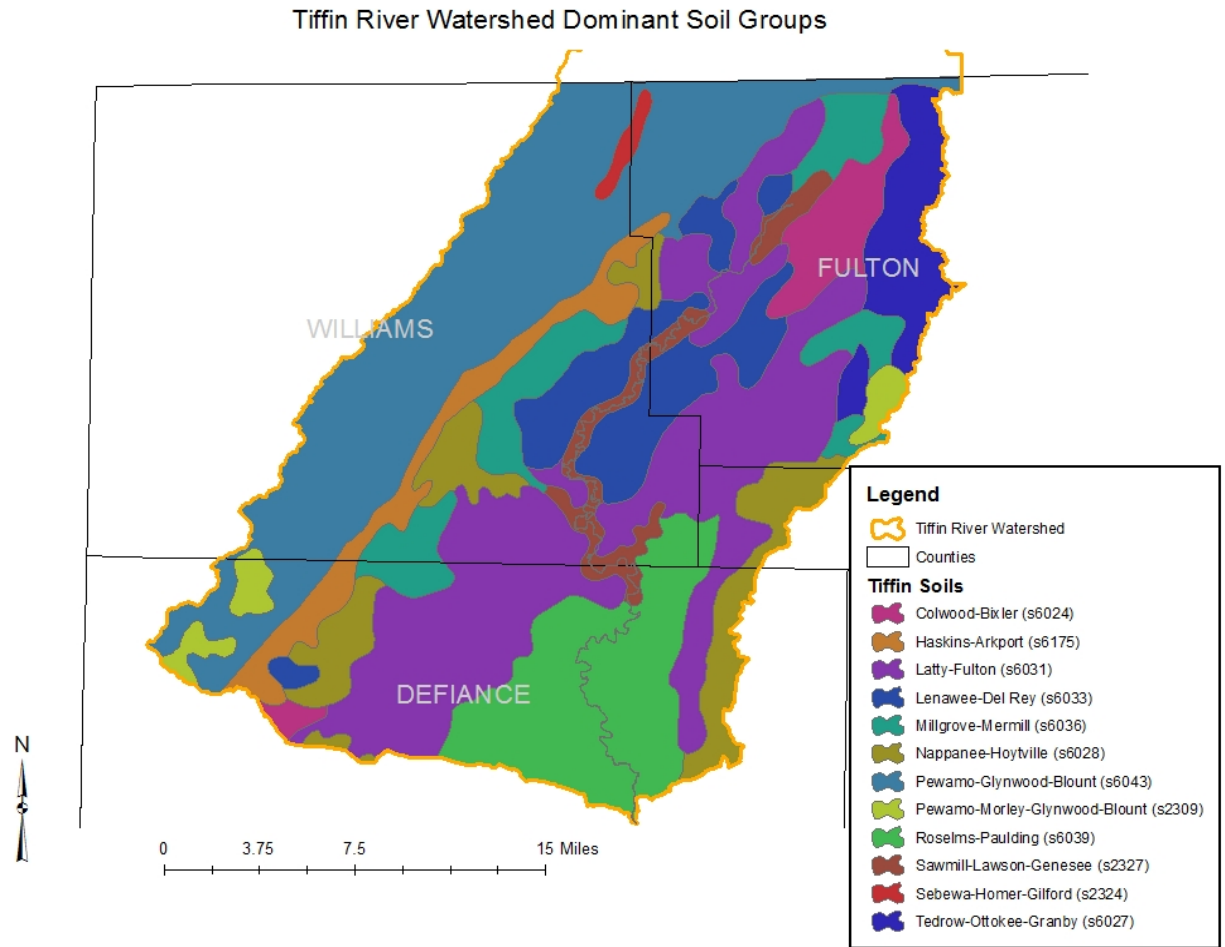 Tiffin River Watershed Dominant Soil Groups
FULTON
WILLIAMS
DEFIANCE
N
0 3.75 7.5 15 Miles
Legend
Tiffin River Watershed
Counties
Tiffin Soils
Colwood-Bixler (s6024)
Haskins-Arkport (s6175)
Latty-Fulton (s6031)
Lenawee-Del Rey (s6033)
Millgrove-Mermill (s6036)
Nappanee-Hoytville (s6028)
Pewamo-Glynwood-Blount (s6043)
Pewamo-Morley-Glynwood-Blount (s2309)
Roselms-Paulding (s6039)
Sawmill-Lawson-Genesee (s2327)
Sebewa-Homer-Gilford (s2324)
Tedrow-Ottokee-Granby (s6027)